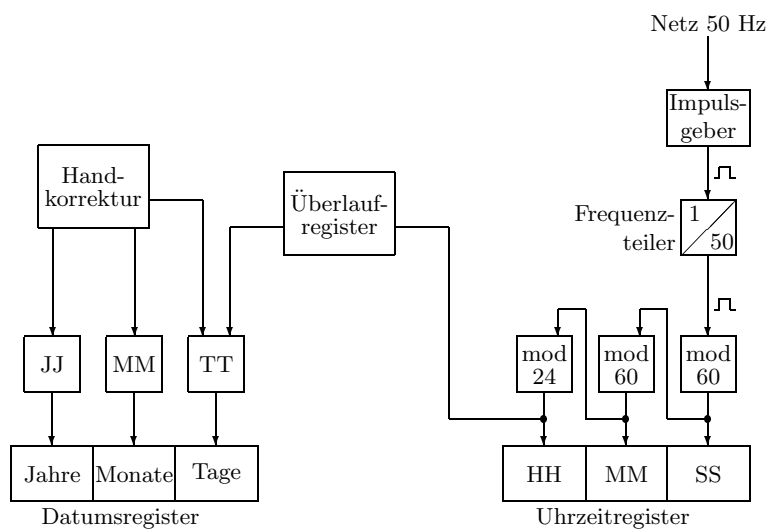 Netz 50 Hz
Impuls-
geber
Hand-
korrektur
Überlauf-
register
Frequenz-
teiler
1
50
JJ
MM
TT
mod
24
mod
60
mod
60
Jahre
Monate
Tage
HH
MM
SS
Datumsregister
Uhrzeitregister